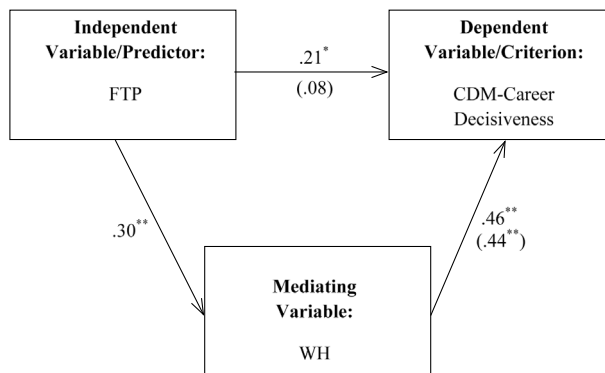 Independent
Variable/Predictor:
FTP
.21*
(.08)
Dependent
Variable/Criterion:
CDM-Career
Decisiveness
.30**
.46**
(.44**)
Mediating
Variable:
WH